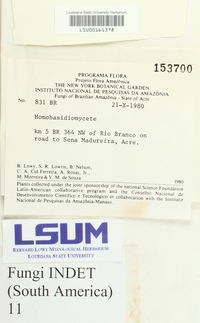 Louisiana State University Herbarium
LSU00165378
153700
PROGRAMA FLORA
Projeto Flora Amazônica
THE NEW YORK BOTANICAL GARDEN
INSTITUTO NACIONAL DE PESQUISAS DA AMAZÔNIA
Fungi of Brazilian Amazônia - State of Acre
No. 831 BR 21-X-1980
Homobasidiomycete
km 5 BR 364 NW of Rio Branco on
road to Sena Madureira, Acre.
B. Lowy, S. R. Lowrie, B. Nelson,
C. A. Cid Ferreira, A. Rosas, Jr.,
M. Moreira & V. M. de Souza
1980
Plants collected under the joint sponsorship of the national Science Foundation
Latin-American cooperative program and the Conselho Nacional de
Desenvolvimento Científico e Tecnológico in collaboration with the Instituto
Nacional de Pesquisas da Amazônia-Manaus.
LSUM
BERNARD LOWY MYCOLOGICAL HERBARIUM
LOUISIANA STATE UNIVERSITY
Fungi INDET
(South America)
11